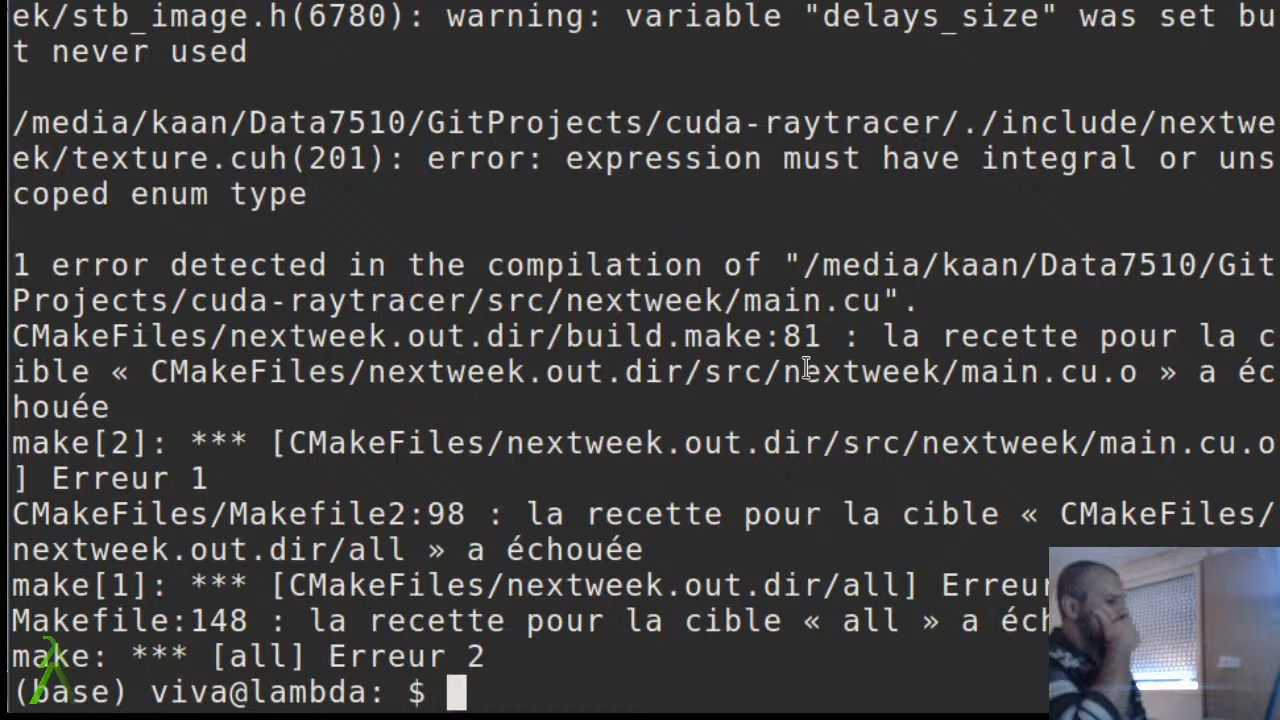 ek/stb_image.h(6780): warning: variable "delays_size" was set bu
t never used
/media/kaan/Data7510/GitProjects/cuda-raytracer/./include/nextwe
ek/texture.cuh(201): error: expression must have integral or uns
coped enum type
1 error detected in the compilation of "/media/kaan/Data7510/Git
Projects/cuda-raytracer/src/nextweek/main.cu".
CMakeFiles/nextweek.out.dir/build.make:81 : la recette pour la c
ible « CMakeFiles/nextweek.out.dir/src/nextweek/main.cu.o » a éc
houée
make[2]: *** [CMakeFiles/nextweek.out.dir/src/nextweek/main.cu.o
] Erreur 1
CMakeFiles/Makefile2:98 : la recette pour la cible « CMakeFiles/
nextweek.out.dir/all » a échouée
make[1]: *** [CMakeFiles/nextweek.out.dir/all] Erreur
Makefile:148 : la recette pour la cible « all » a éch
make: *** [all] Erreur 2
(base) viva@lambda: $